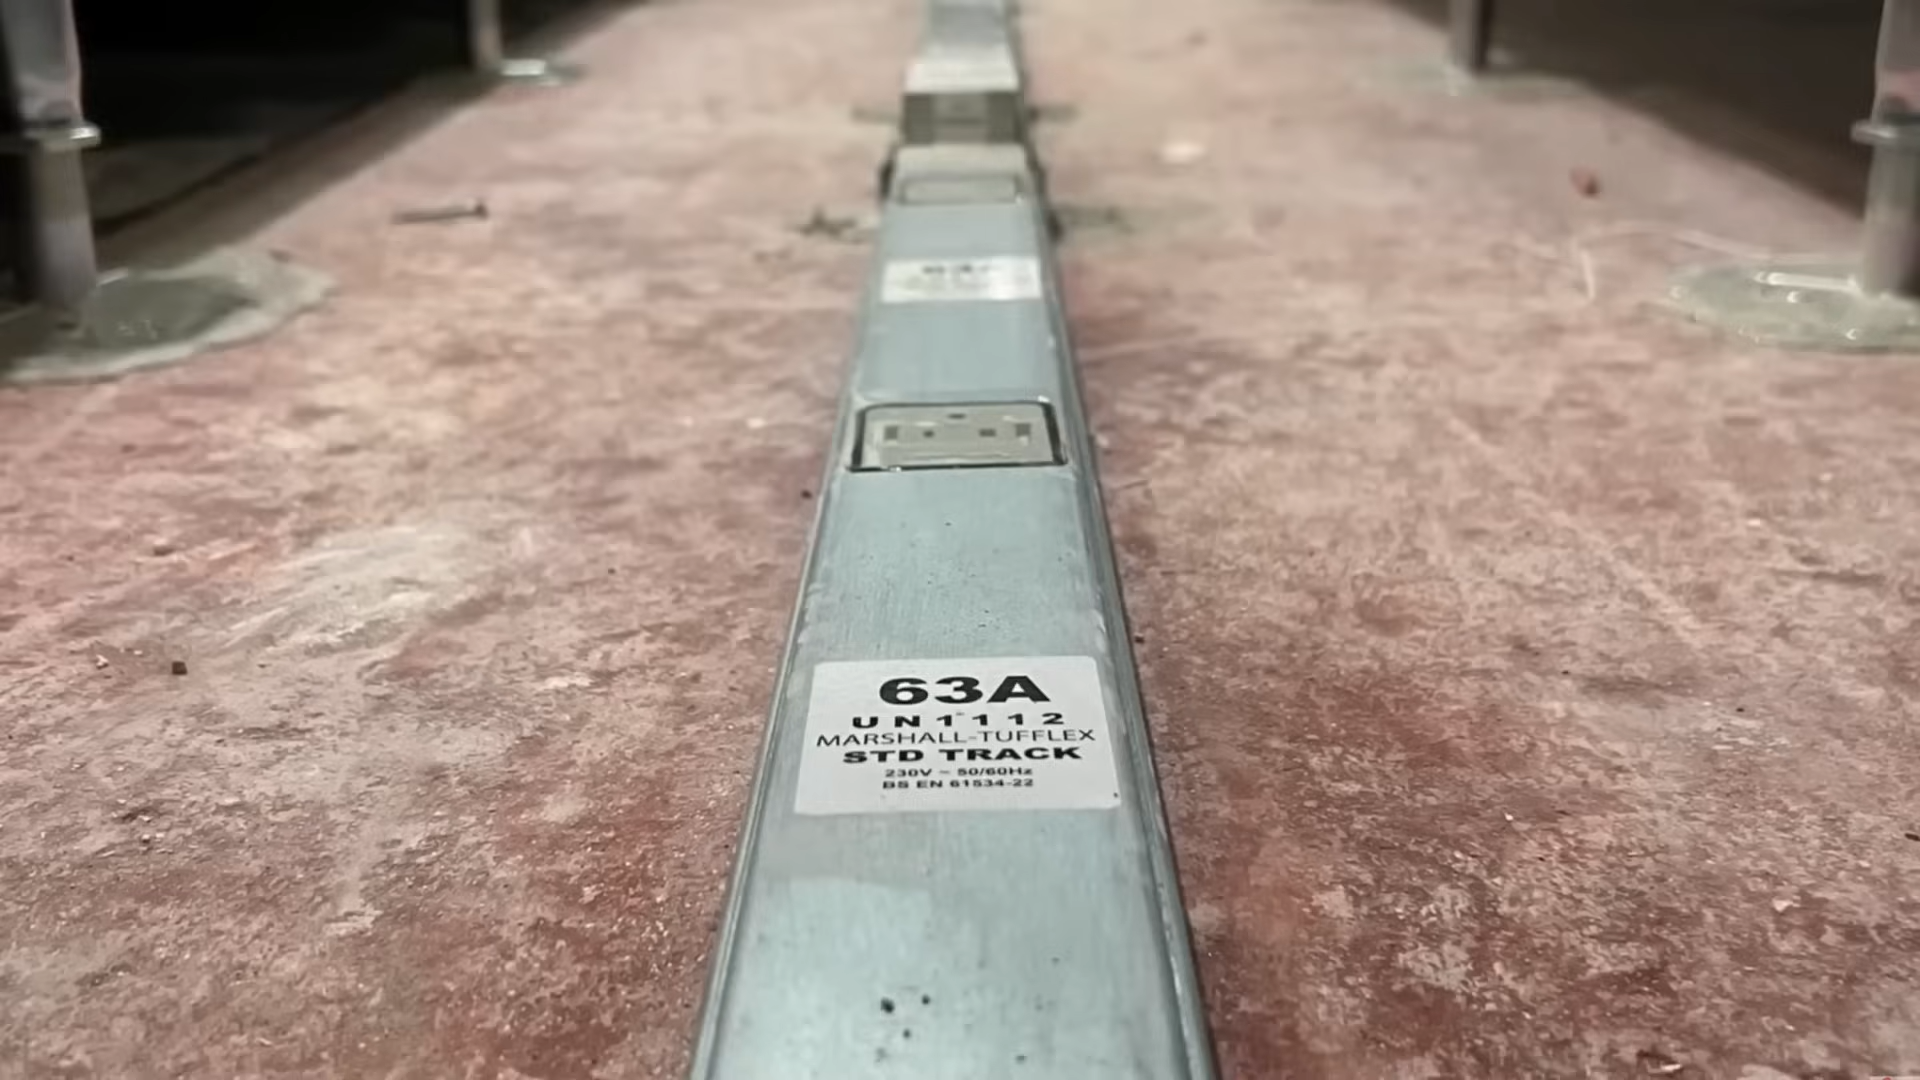 63A
UN1112
MARSHALL-TUFFLEX
STD TRACK
230V ~ 50/60Hz
BS EN 61534-22